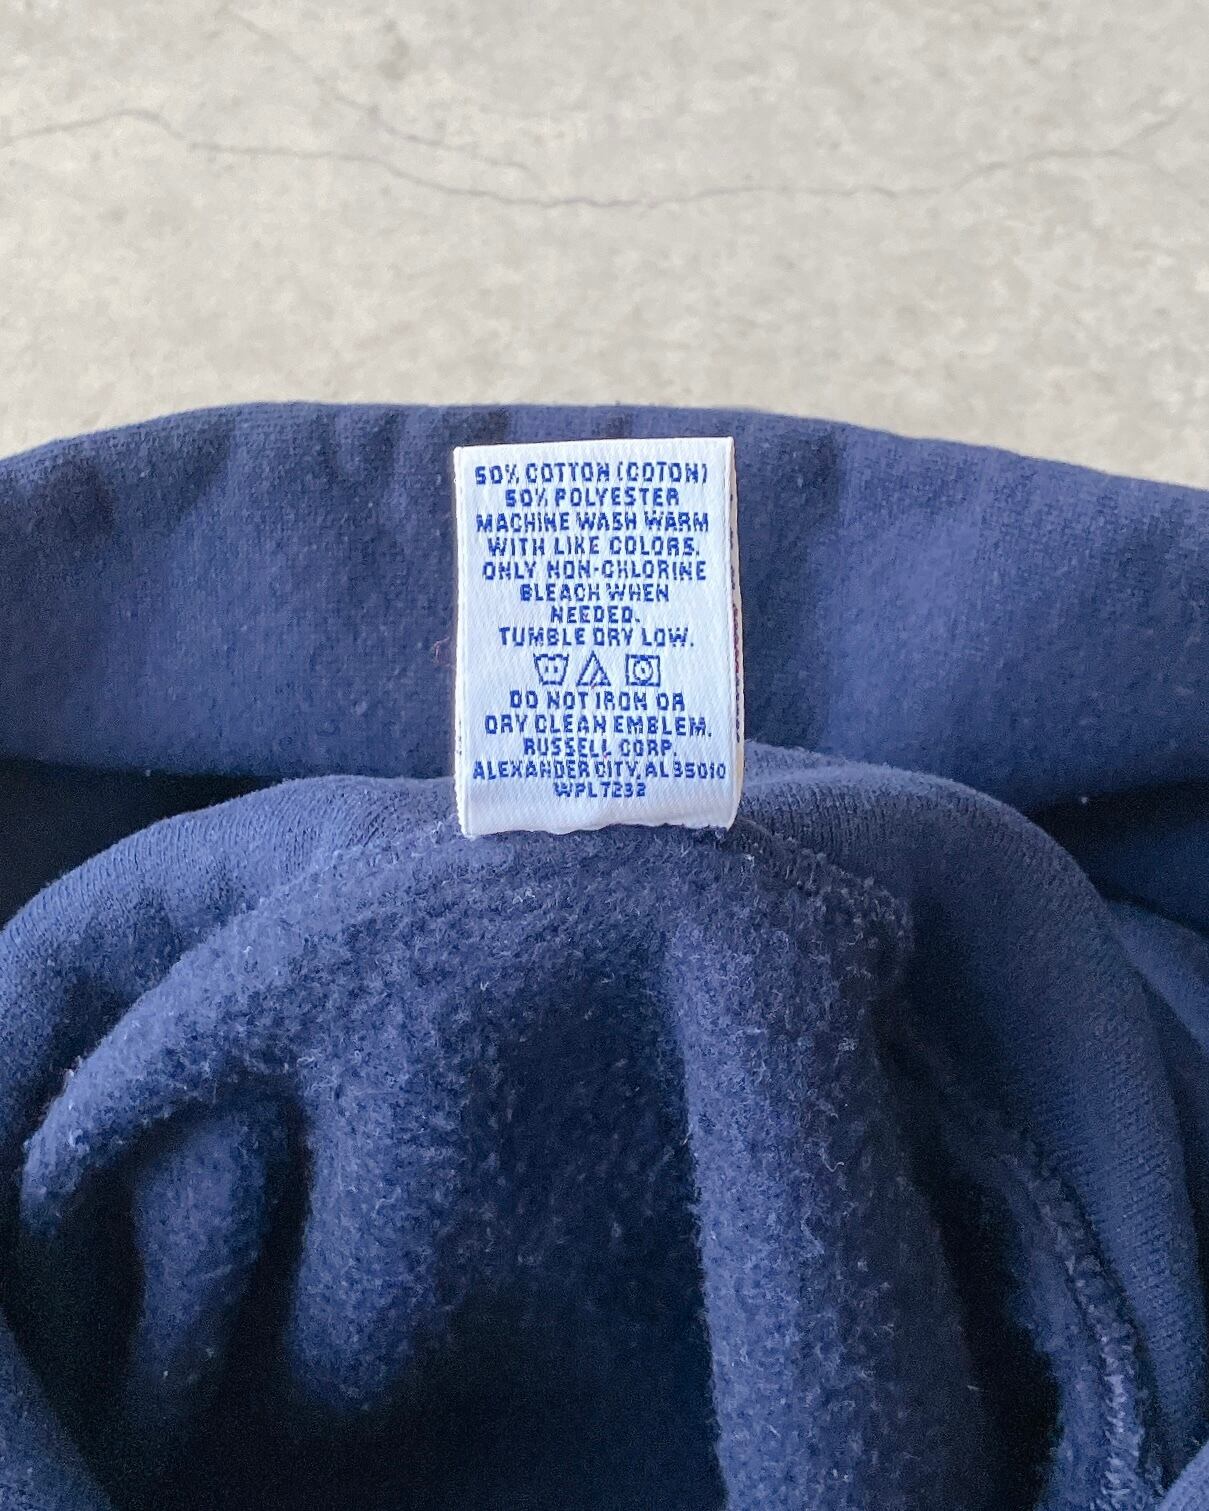 50% COTTON (COTON)
50% POLYESTER
MACHINE WASH WARM
WITH LIKE COLORS.
ONLY NON-CHLORINE
BLEACH WHEN
NEEDED.
TUMBLE DRY LOW.
DO NOT IRON OR
DRY CLEAN EMBLEM.
RUSSELL CORP.
ALEXANDER CITY, AL 35010
WPL 7232